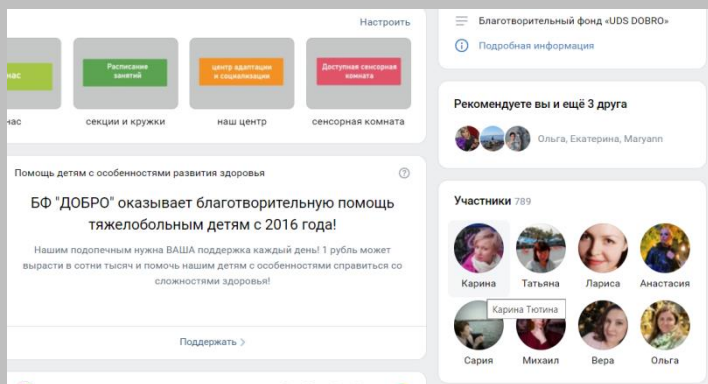 Настроить
нас
Расписание
занятий
центр адаптации
и социализации
Доступная сенсорная
комната
нас
секции и кружки
наш центр
сенсорная комната
Помощь детям с особенностями развития здоровья
БФ "ДОБРО" оказывает благотворительную помощь
тяжелобольным детям с 2016 года!
Нашим подопечным нужна ВАША поддержка каждый день! 1 рубль может
вырасти в сотни тысяч и помочь нашим детям с особенностями справиться со
сложностями здоровья!
Поддержать >
Благотворительный фонд «UDS DOBRO»
Подробная информация
Рекомендуете вы и ещё 3 друга
Ольга, Екатерина, Maryann
Участники 789
Карина
Татьяна
Лариса
Анастасия
Карина Тютина
Сария
Михаил
Вера
Ольга